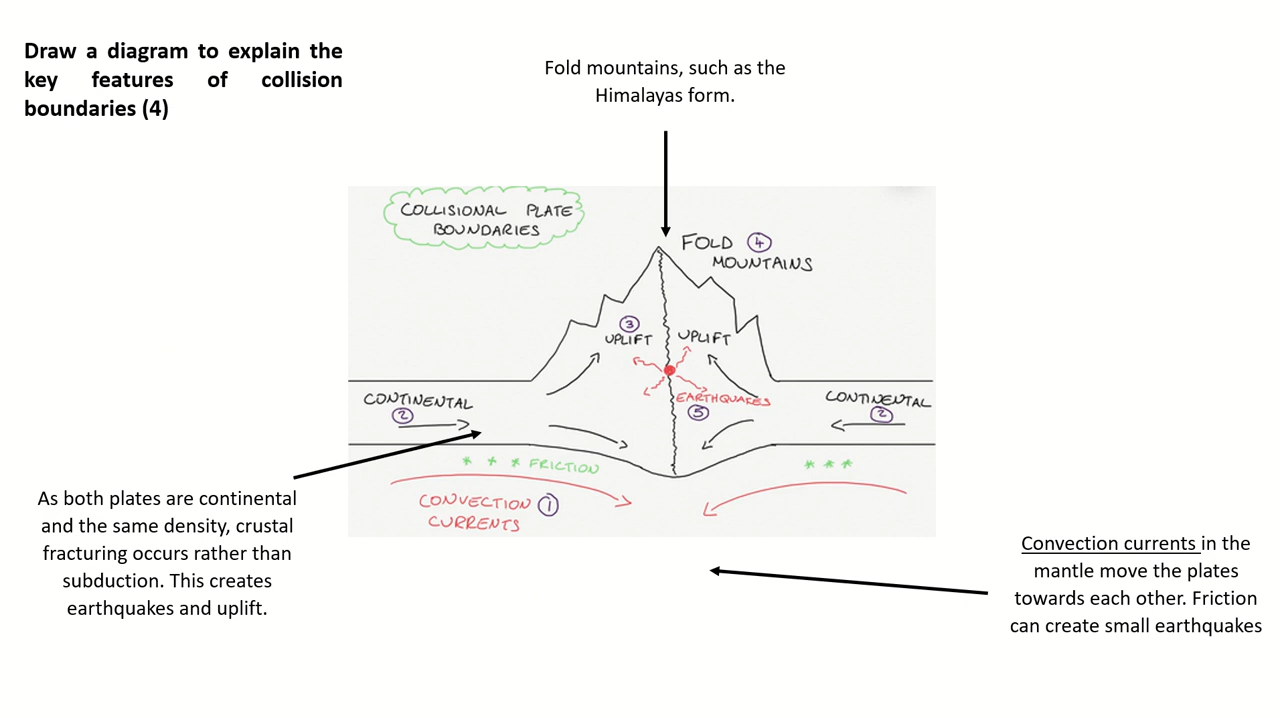 Draw a diagram to explain the
key features of collision
boundaries (4)
Fold mountains, such as the
Himalayas form.
COLLISIONAL PLATE
BOUNDARIES
FOLD 4
MOUNTAINS
3
UPLIFT UPLIFT
EARTHQUAKES
5
CONTINENTAL
2
CONTINENTAL
2
* * * FRICTION
* * *
CONVECTION 1
CURRENTS
As both plates are continental
and the same density, crustal
fracturing occurs rather than
subduction. This creates
earthquakes and uplift.
Convection currents in the
mantle move the plates
towards each other. Friction
can create small earthquakes